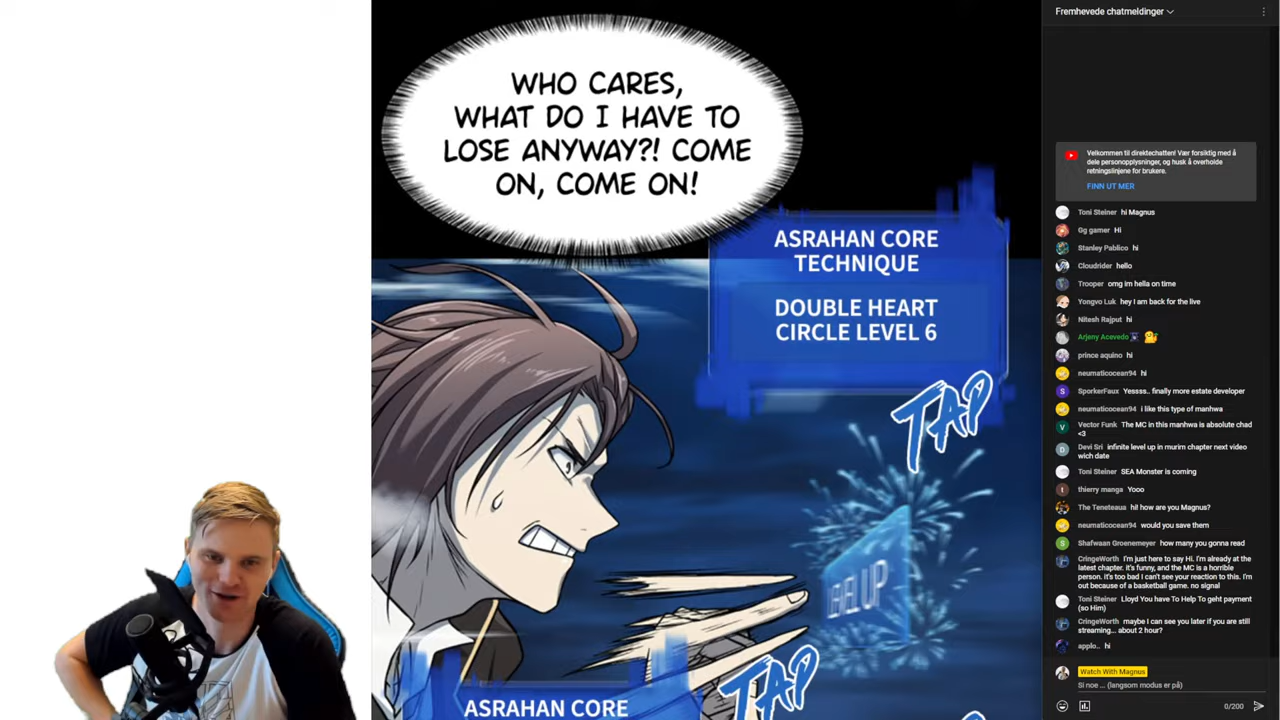 WHO CARES,
WHAT DO I HAVE TO
LOSE ANYWAY?! COME
ON, COME ON!
ASRAHAN CORE
TECHNIQUE
DOUBLE HEART
CIRCLE LEVEL 6
TAP
LEVEL UP
TAP
ASRAHAN CORE
Fremhevede chatmeldinger
Velkommen til direktechatten! Vær forsiktig med å
dele personopplysninger, og husk å overholde
retningslinjene for brukere.
FINN UT MER
Toni Steiner hi Magnus
Gg gamer Hi
Stanley Pablico hi
Cloudrider hello
Trooper omg im hella on time
Yongvo Luk hey I am back for the live
Nitesh Rajput hi
Arjeny Acevedo
prince aquino hi
neumaticocean94 hi
S SporkerFaux Yessss.. finally more estate developer
neumaticocean94 i like this type of manhwa
V Vector Funk The MC in this manhwa is absolute chad
<3
D Devi Sri infinite level up in murim chapter next video
wich date
Toni Steiner SEA Monster is coming
t thierry manga Yooo
The Teneteaua hi! how are you Magnus?
neumaticocean94 would you save them
S Shafwaan Groenemeyer how many you gonna read
CringeWorth I'm just here to say Hi. I'm already at the
latest chapter. it's funny, and the MC is a horrible
person. it's too bad I can't see your reaction to this. I'm
out because of a basketball game. no signal
Toni Steiner Lloyd You have To Help To geht payment
(so Him)
CringeWorth maybe I can see you later if you are still
streaming... about 2 hour?
applo.. hi
Watch With Magnus
Si noe ... (langsom modus er på)
0/200